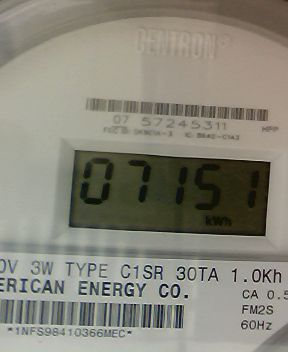 CENTRON®
07 57245311
07151
kWh
0V 3W TYPE C1SR 30TA 1.0Kh
ERICAN ENERGY CO.
CA 0.5
FM2S
60Hz
*1NFS98410366MEC*